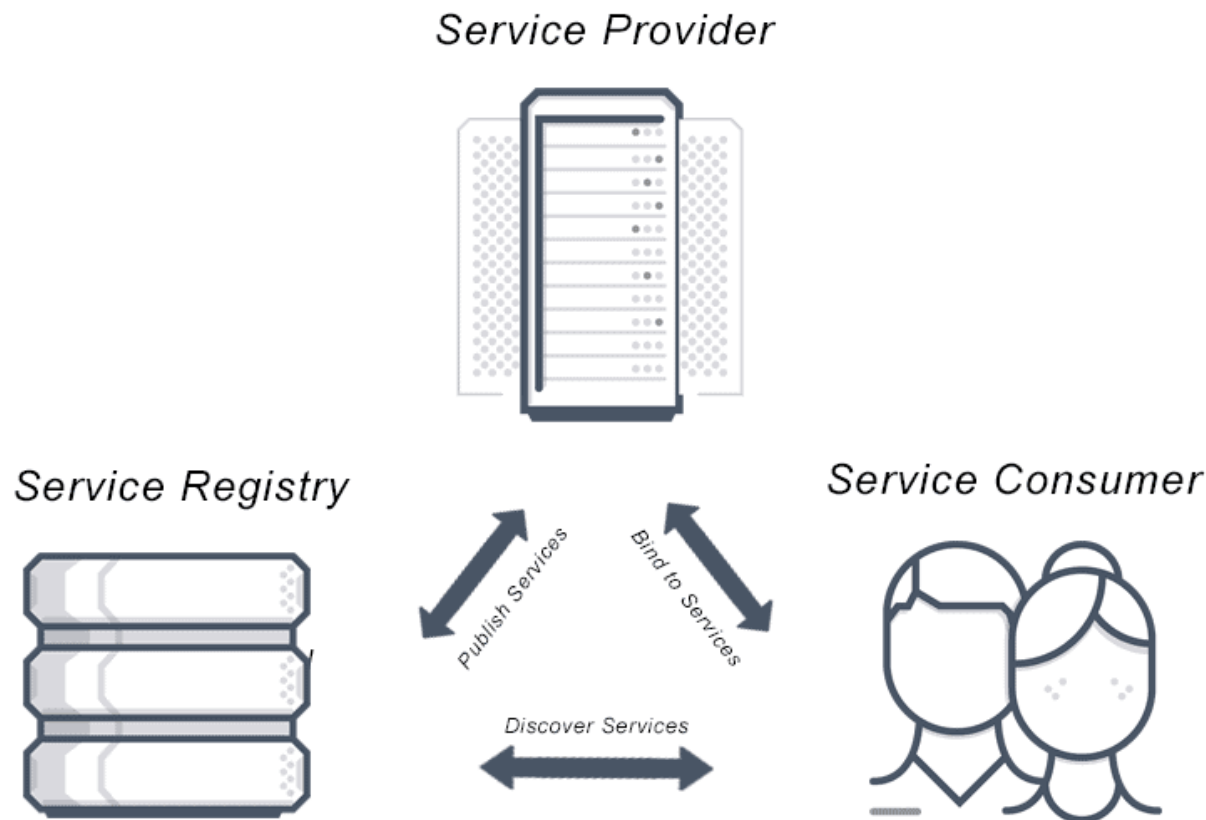 Service Provider
Service Registry
Service Consumer
Publish Services
Bind to Services
Discover Services